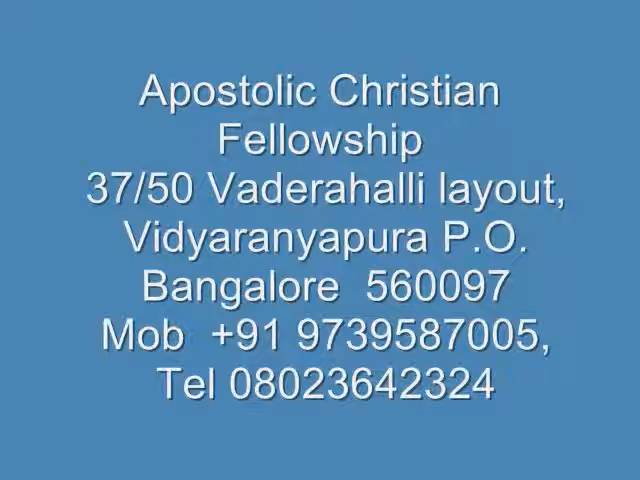 Apostolic Christian
Fellowship
37/50 Vaderahalli layout,
Vidyaranyapura P.O.
Bangalore  560097
Mob  +91 9739587005,
Tel 08023642324